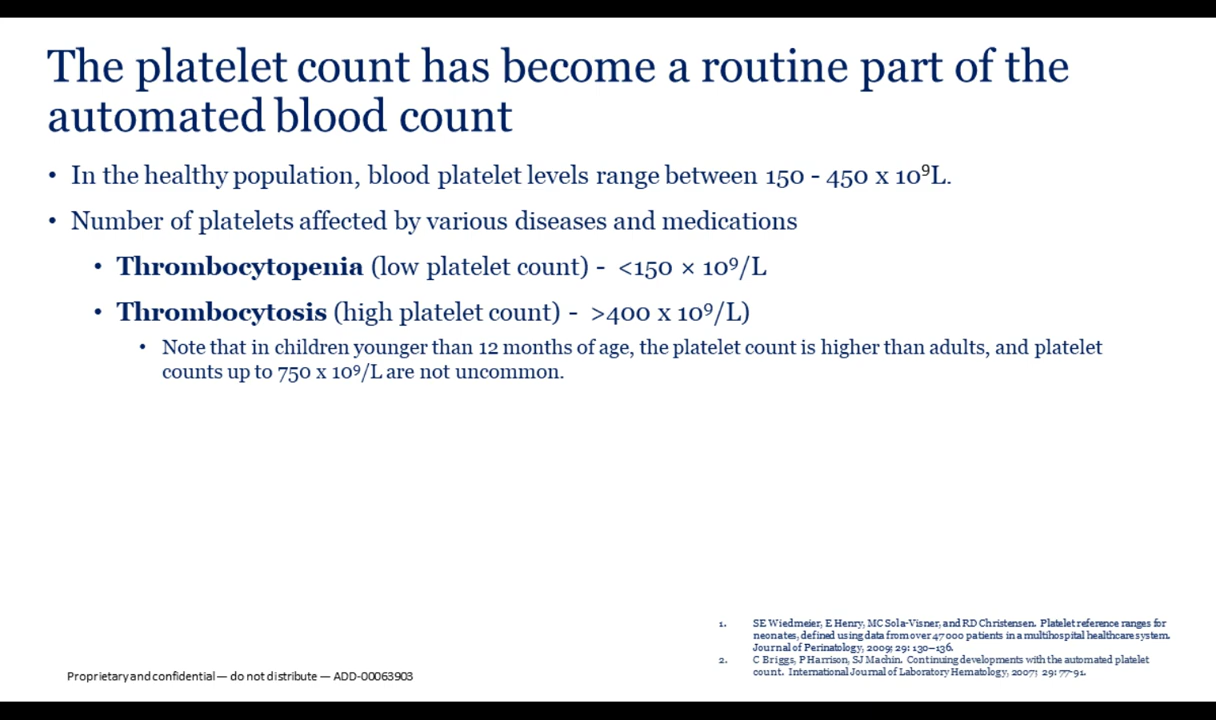 The platelet count has become a routine part of the
automated blood count
• In the healthy population, blood platelet levels range between 150 - 450 x 10⁹L.
• Number of platelets affected by various diseases and medications
• Thrombocytopenia (low platelet count) - <150 × 10⁹/L
• Thrombocytosis (high platelet count) - >400 x 10⁹/L)
• Note that in children younger than 12 months of age, the platelet count is higher than adults, and platelet
counts up to 750 x 10⁹/L are not uncommon.
1. SE Wiedmeier, E Henry, MC Sola-Visner, and RD Christensen. Platelet reference ranges for
neonates, defined using data from over 47 000 patients in a multihospital healthcare system.
Journal of Perinatology, 2009; 29: 130–136.
2. C Briggs, P Harrison, SJ Machin. Continuing developments with the automated platelet
count. International Journal of Laboratory Hematology, 2007; 29: 77-91.
Proprietary and confidential — do not distribute — ADD-00063903